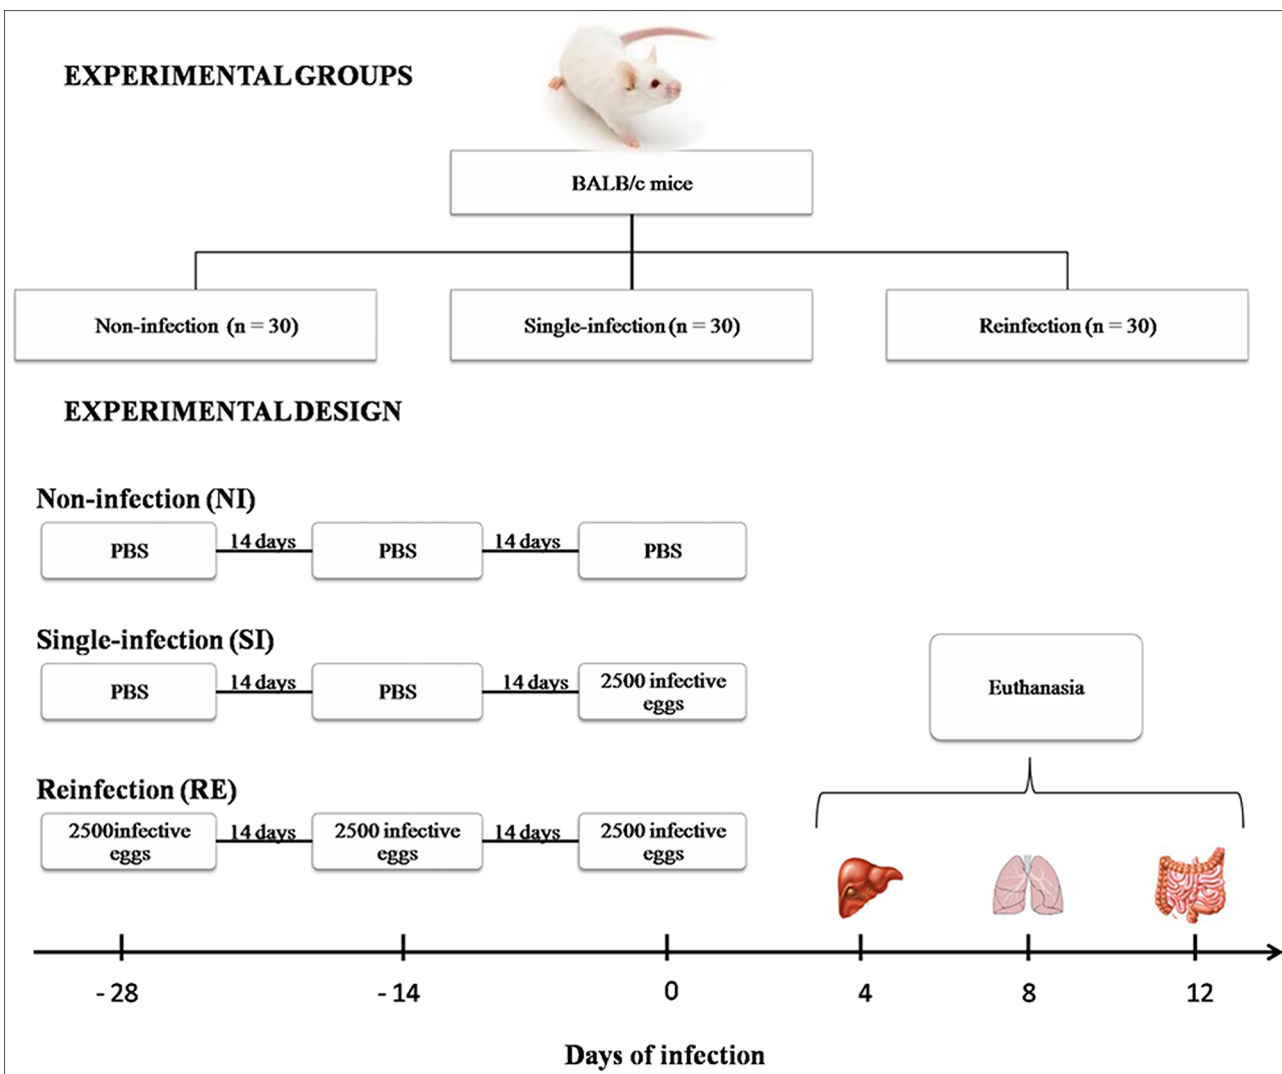 EXPERIMENTAL GROUPS
BALB/c mice
Non-infection (n = 30)
Single-infection (n = 30)
Reinfection (n = 30)
EXPERIMENTAL DESIGN
Non-infection (NI)
PBS
14 days
PBS
14 days
PBS
Single-infection (SI)
PBS
14 days
PBS
14 days
2500 infective
eggs
Euthanasia
Reinfection (RE)
2500infective
eggs
14 days
2500 infective
eggs
14 days
2500 infective
eggs
- 28
- 14
0
4
8
12
Days of infection